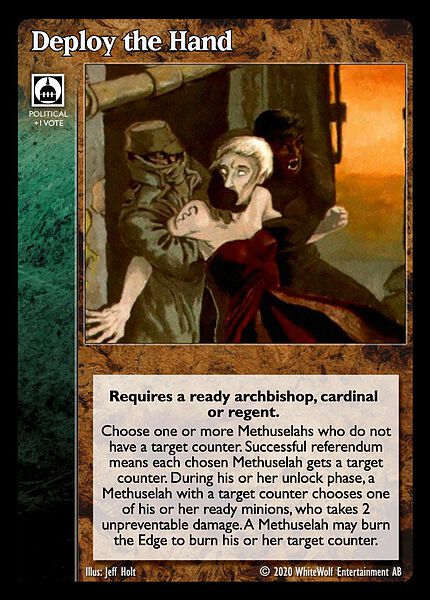 Deploy the Hand
POLITICAL
+1 VOTE
Requires a ready archbishop, cardinal
or regent.
Choose one or more Methuselahs who do not
have a target counter. Successful referendum
means each chosen Methuselah gets a target
counter. During his or her unlock phase, a
Methuselah with a target counter chooses one
of his or her ready minions, who takes 2
unpreventable damage. A Methuselah may burn
the Edge to burn his or her target counter.
Illus: Jeff Holt
© 2020 WhiteWolf Entertainment AB